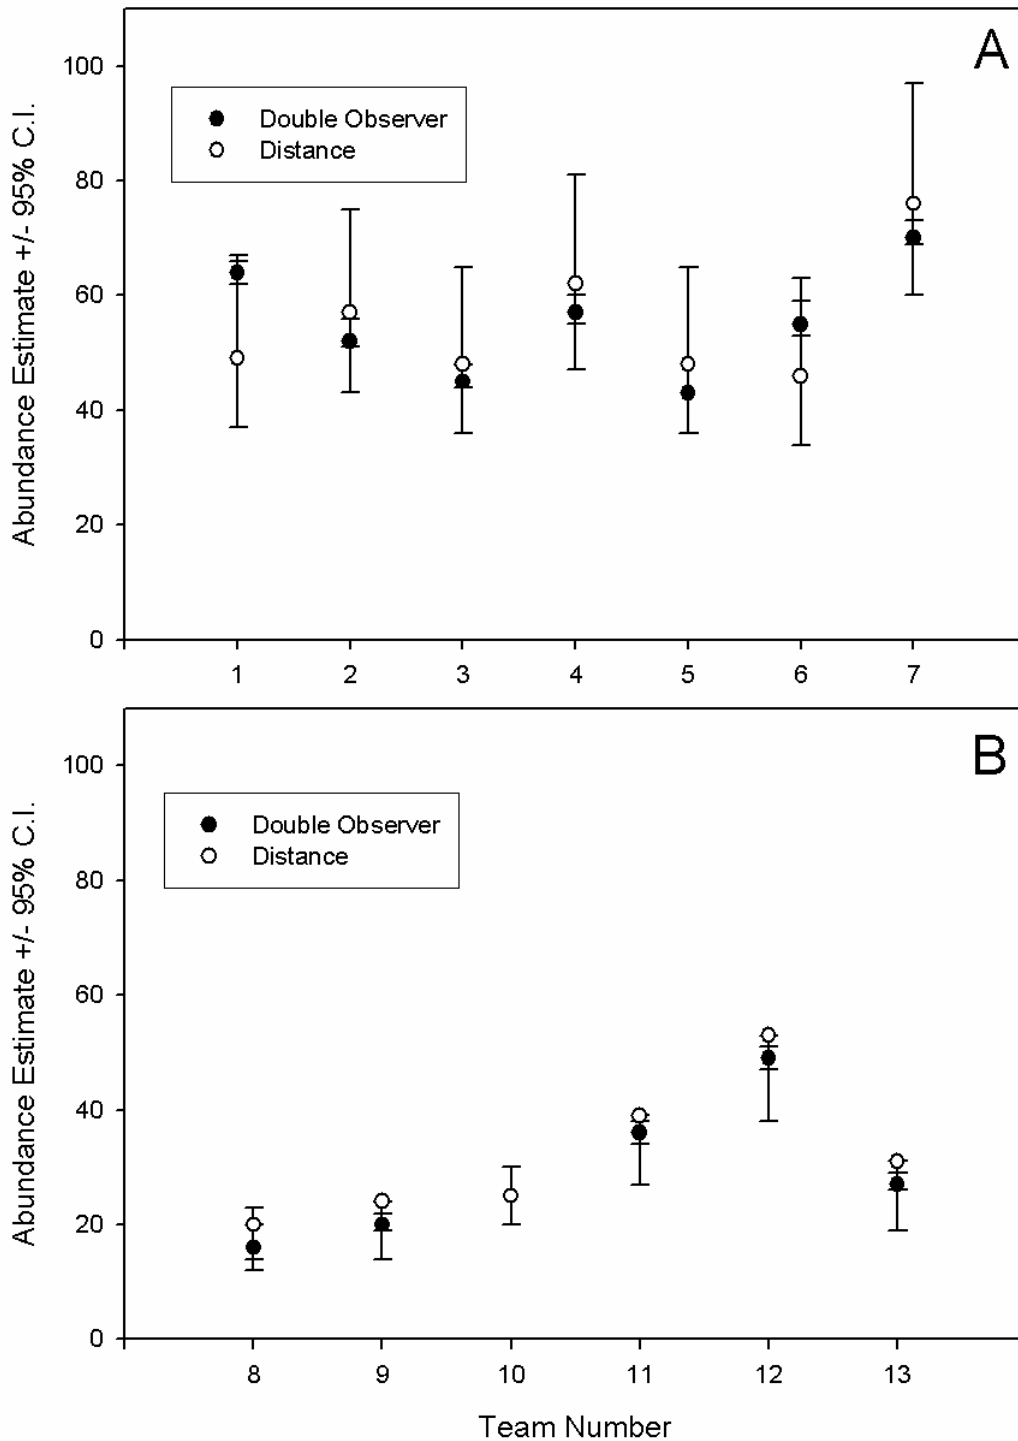 A
100
80
60
40
20
0
Abundance Estimate +/- 95% C.I.
Double Observer
Distance
1 2 3 4 5 6 7
B
100
80
60
40
20
0
Abundance Estimate +/- 95% C.I.
Double Observer
Distance
8 9 10 11 12 13
Team Number